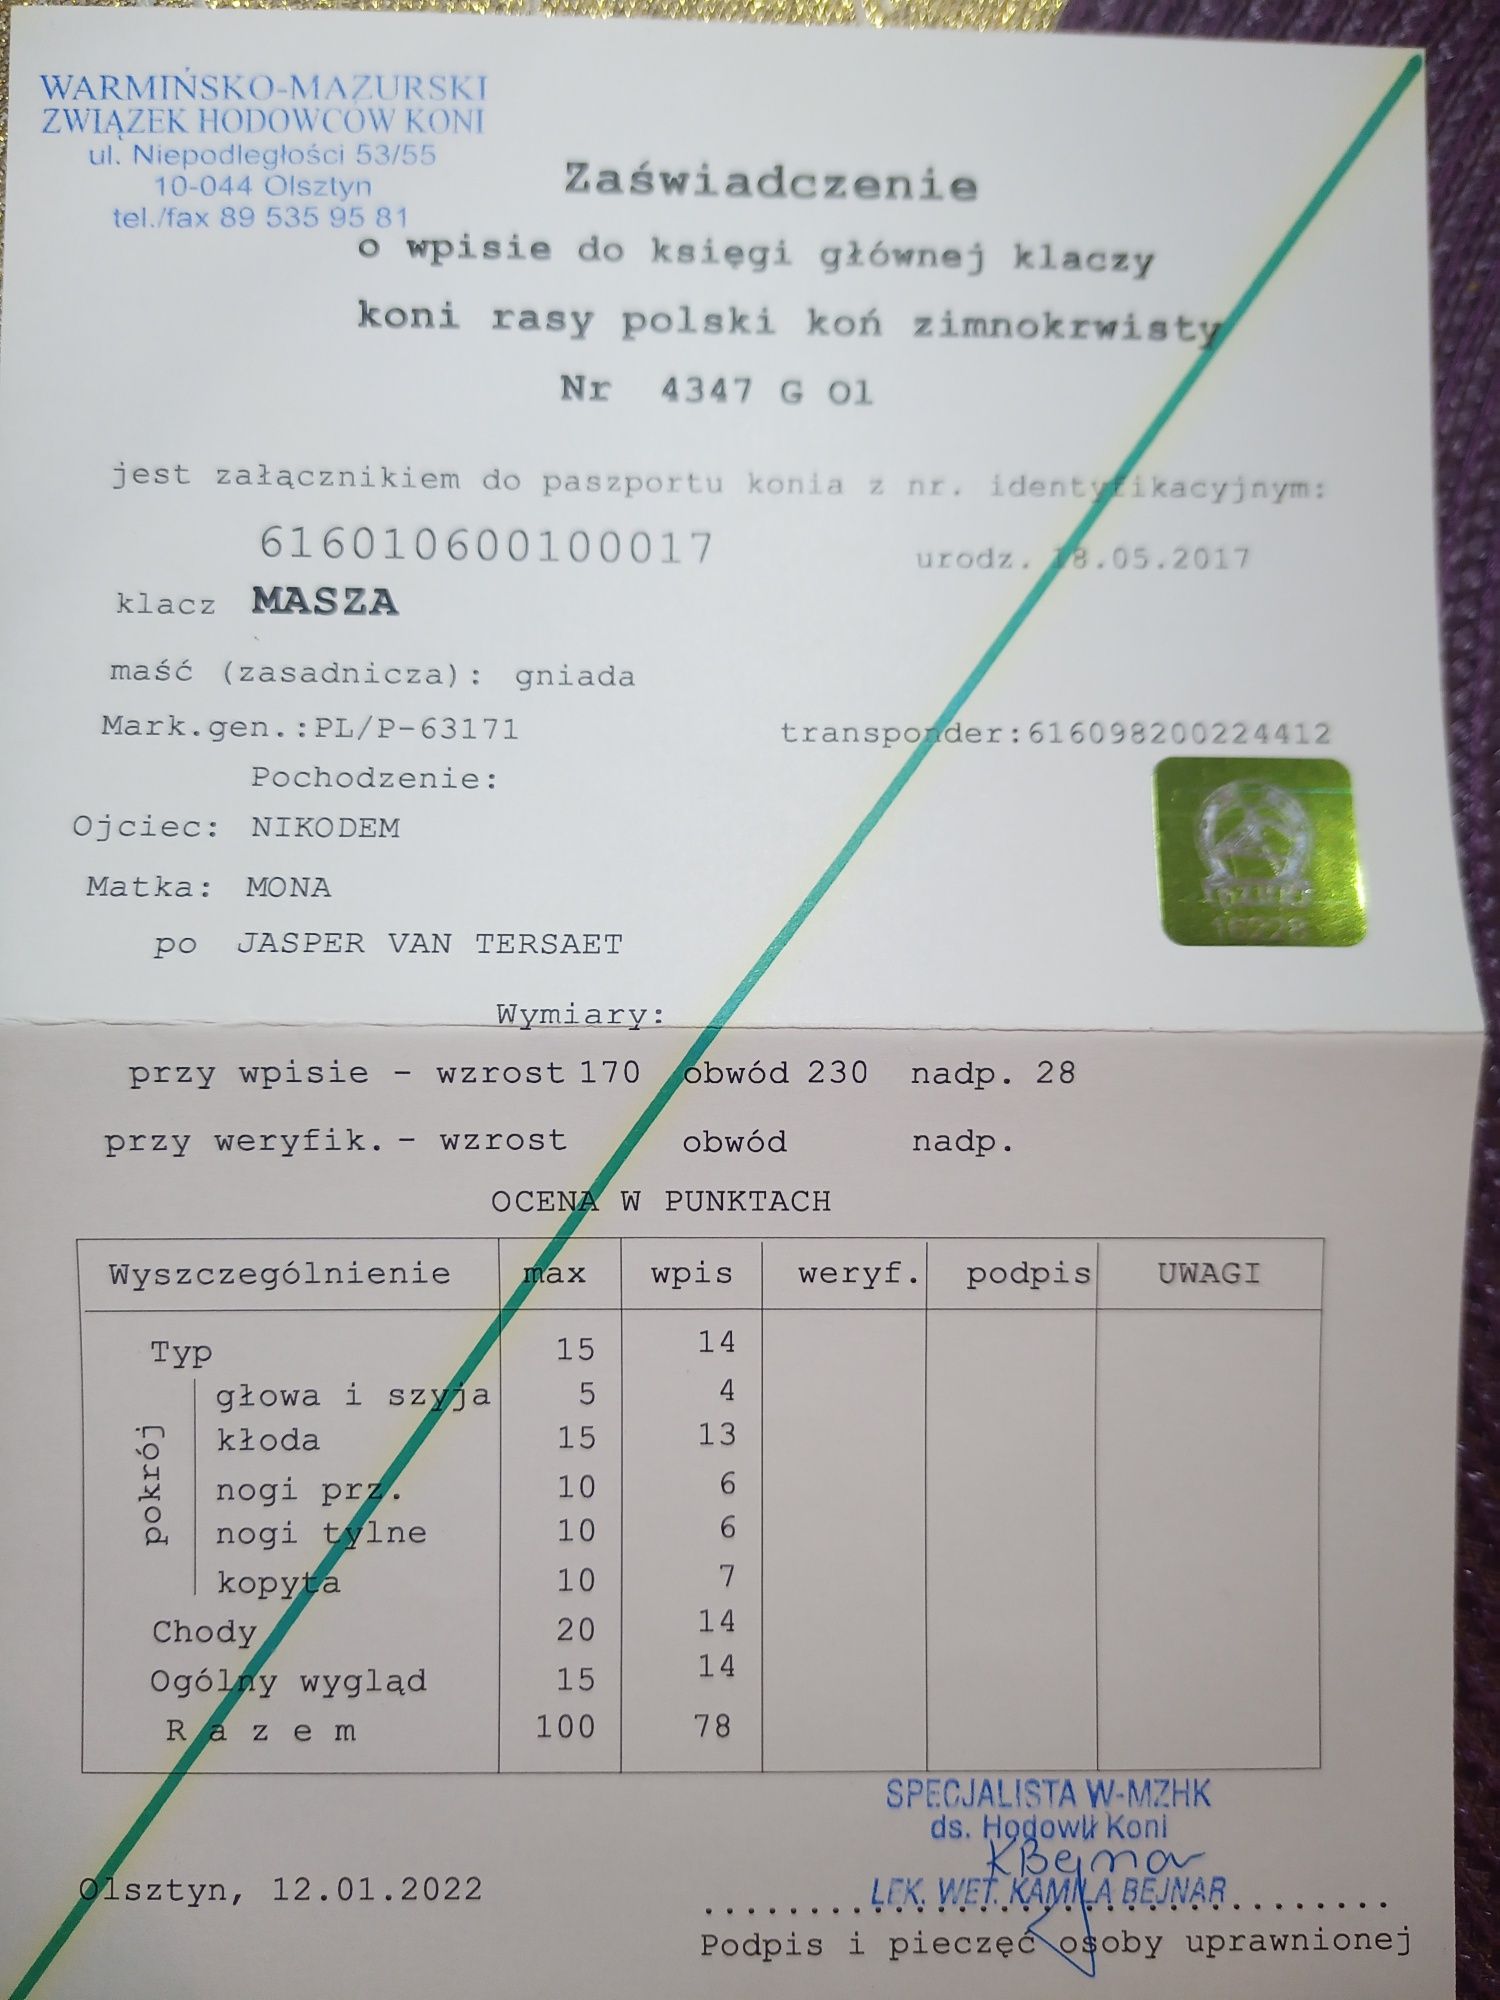 WARMIŃSKO-MAZURSKI
ZWIĄZEK HODOWCÓW KONI
ul. Niepodległości 53/55
10-044 Olsztyn
tel./fax 89 535 95 81
Zaświadczenie
o wpisie do księgi głównej klaczy
koni rasy polski koń zimnokrwisty
Nr 4347 G Ol
jest załącznikiem do paszportu konia z nr. identyfikacyjnym:
616010600100017 urodz. 18.05.2017
klacz MASZA
maść (zasadnicza): gniada
Mark.gen.:PL/P-63171 transponder:616098200224412
Pochodzenie:
Ojciec: NIKODEM
Matka: MONA
po JASPER VAN TERSAET
Wymiary:
przy wpisie - wzrost 170 obwód 230 nadp. 28
przy weryfik.- wzrost obwód nadp.
OCENA W PUNKTACH
Wyszczególnienie max wpis weryf. podpis UWAGI
Typ 15 14
pokrój
głowa i szyja 5 4
kłoda 15 13
nogi prz. 10 6
nogi tylne 10 6
kopyta 10 7
Chody 20 14
Ogólny wygląd 15 14
R a z e m 100 78
SPECJALISTA W-MZHK
ds. Hodowli Koni
KBejnar
Olsztyn, 12.01.2022 LEK. WET. KAMILA BEJNAR
Podpis i pieczęć osoby uprawnionej